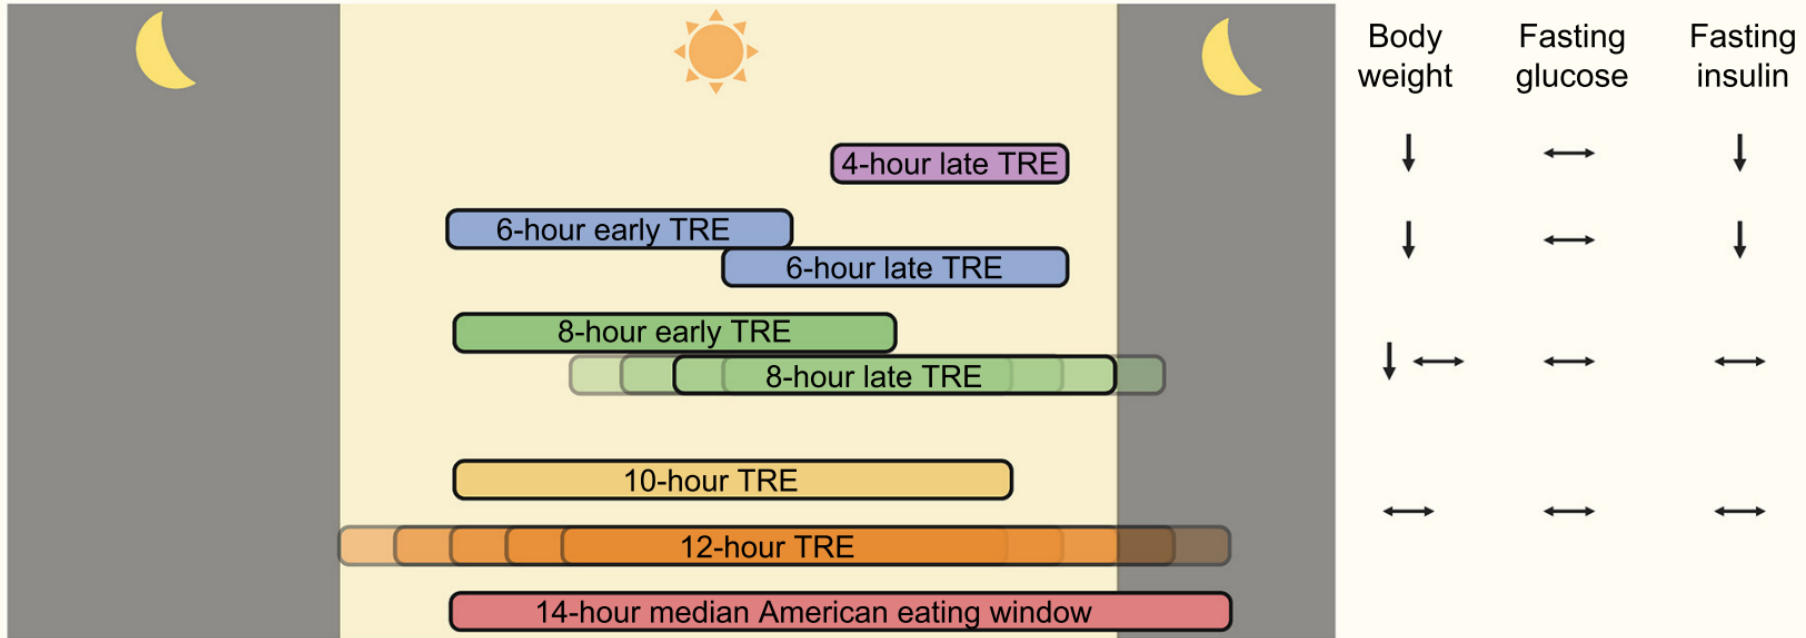 Body weight
Fasting glucose
Fasting insulin
4-hour late TRE
6-hour early TRE
6-hour late TRE
8-hour early TRE
8-hour late TRE
10-hour TRE
12-hour TRE
14-hour median American eating window